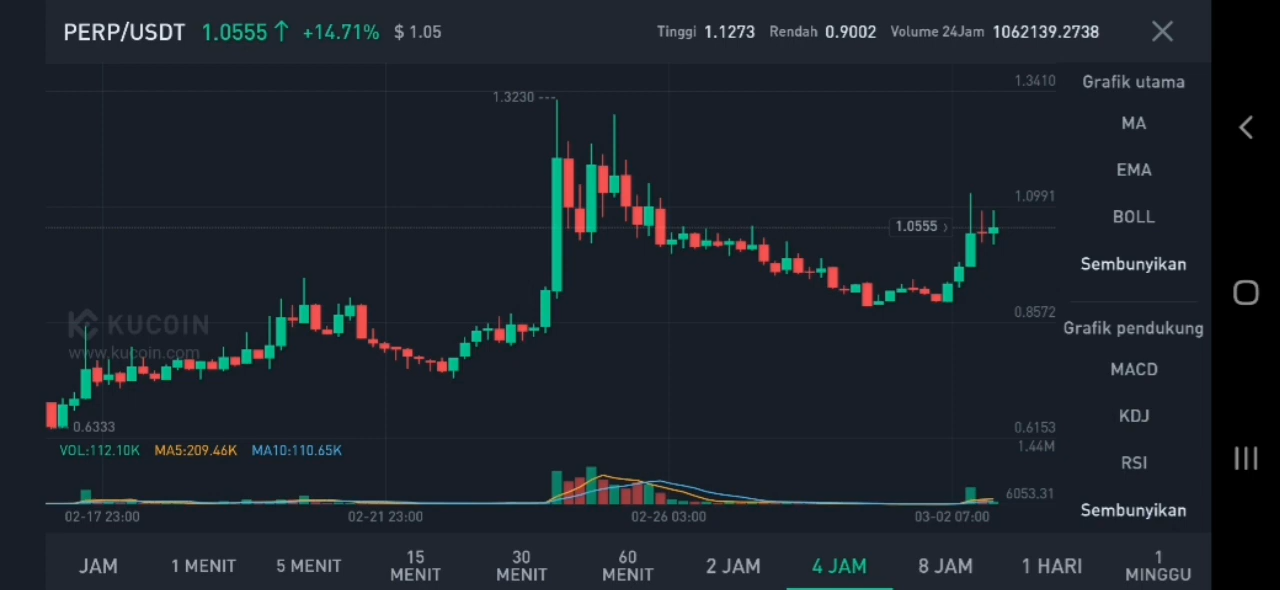 PERP/USDT 1.0555 ↑ +14.71% $ 1.05 Tinggi 1.1273 Rendah 0.9002 Volume 24Jam 1062139.2738
1.3410
Grafik utama
1.3230
MA
EMA
1.0991
BOLL
1.0555
Sembunyikan
0.8572
KUCOIN
Grafik pendukung
www.kucoin.com
MACD
KDJ
0.6333
0.6153
1.44M
VOL:112.10K MA5:209.46K MA10:110.65K
RSI
6053.31
Sembunyikan
02-17 23:00 02-21 23:00 02-26 03:00 03-02 07:00
JAM 1 MENIT 5 MENIT 15 MENIT 30 MENIT 60 MENIT 2 JAM 4 JAM 8 JAM 1 HARI 1 MINGGU